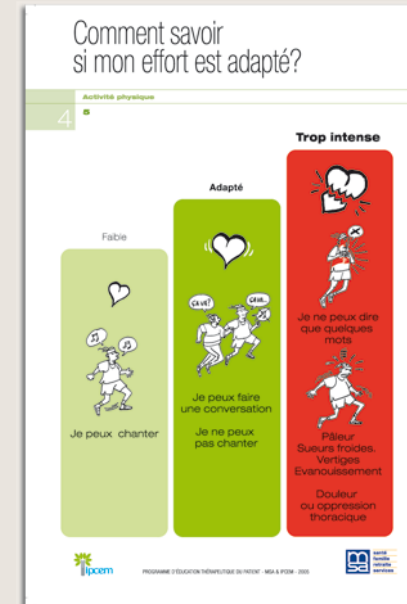 Comment savoir
si mon effort est adapté?
Activité physique
4
5
Trop intense
Adapté
Faible
ÇA VA?
ÇA VA...
Je peux chanter
Je peux faire
une conversation
Je ne peux
pas chanter
Je ne peux dire
que quelques
mots
Pâleur
Sueurs froides.
Vertiges
Evanouissement
Douleur
ou oppression
thoracique
ipcem
PROGRAMME D'ÉDUCATION THÉRAPEUTIQUE DU PATIENT - MSA & IPCEM - 2005
msa
santé
famille
retraite
services